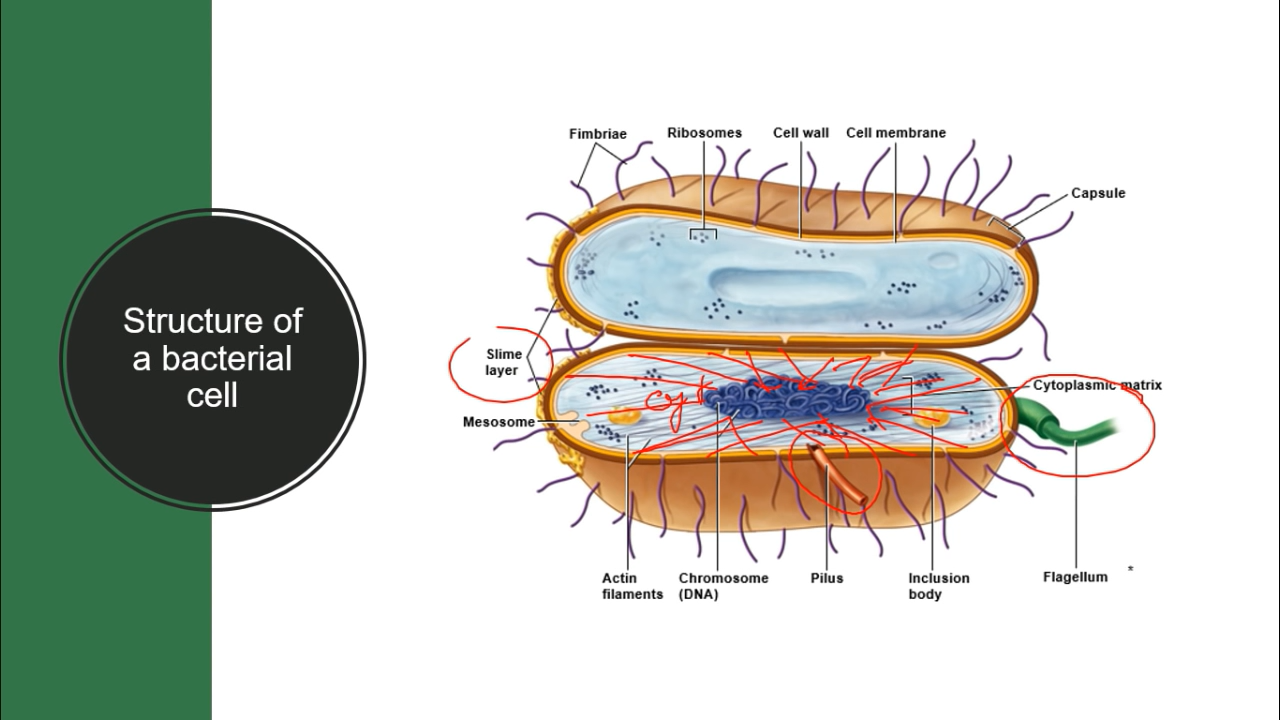 Structure of
a bacterial
cell
Fimbriae
Ribosomes
Cell wall
Cell membrane
Capsule
Slime
layer
Mesosome
Cytoplasmic matrix
Cyt
Actin
filaments
Chromosome
(DNA)
Pilus
Inclusion
body
Flagellum
*